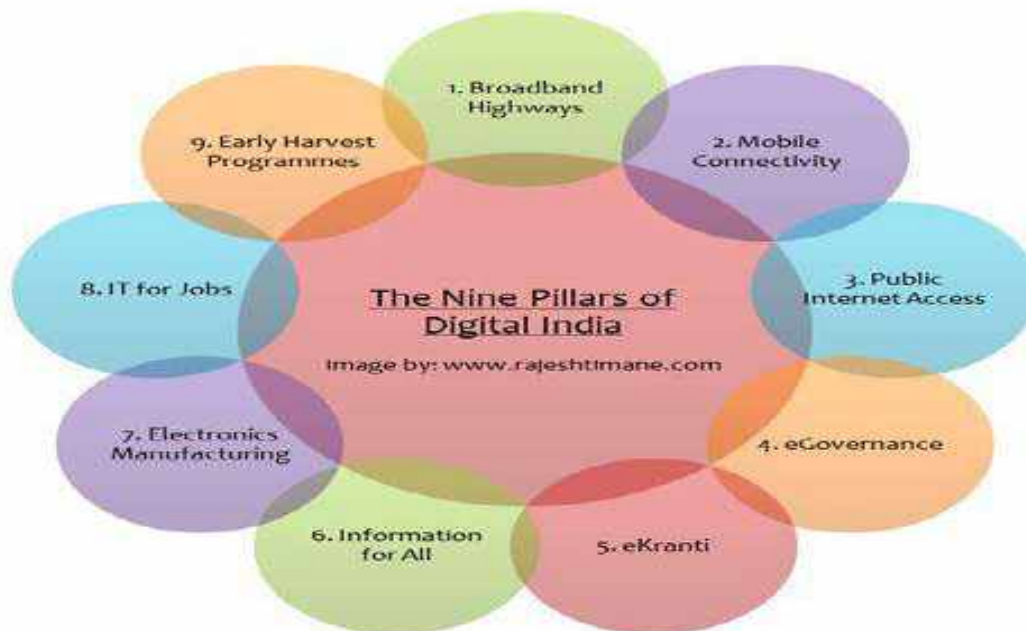 The Nine Pillars of
Digital India
Image by: www.rajeshtimane.com
1. Broadband
Highways
2. Mobile
Connectivity
3. Public
Internet Access
4. eGovernance
5. eKranti
6. Information
for All
7. Electronics
Manufacturing
8. IT for Jobs
9. Early Harvest
Programmes